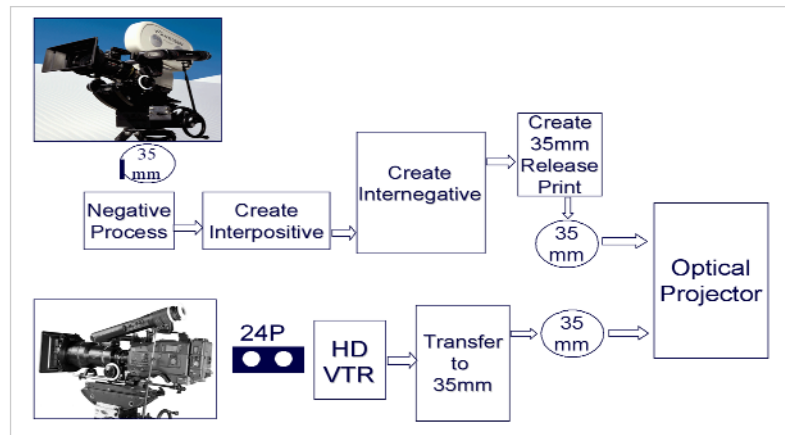 35
mm
Negative
Process
Create
Interpositive
Create
Internegative
Create
35mm
Release
Print
35
mm
Optical
Projector
24P
HD
VTR
Transfer
to
35mm
35
mm